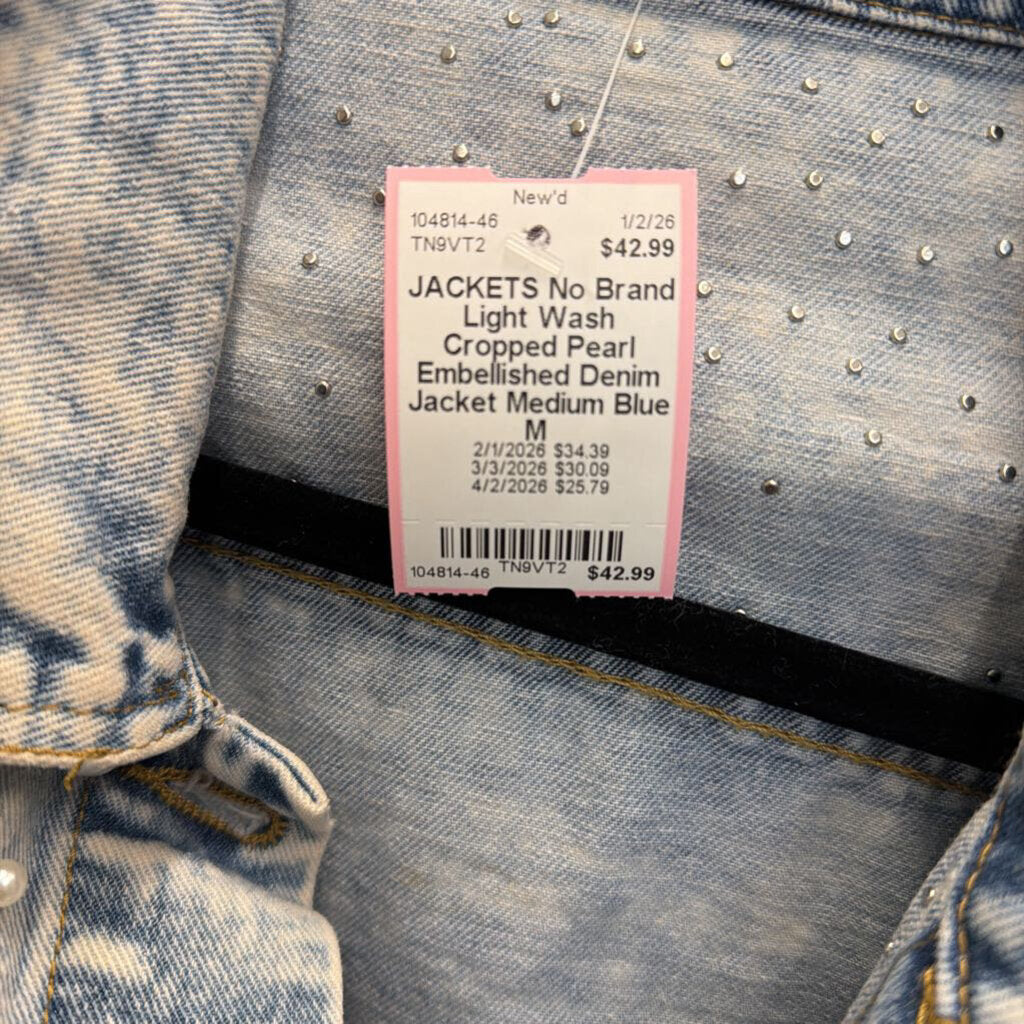 New'd
104814-46 1/2/26
TN9VT2 $42.99
JACKETS No Brand
Light Wash
Cropped Pearl
Embellished Denim
Jacket Medium Blue
M
2/1/2026 $34.39
3/3/2026 $30.09
4/2/2026 $25.79
104814-46 TN9VT2 $42.99